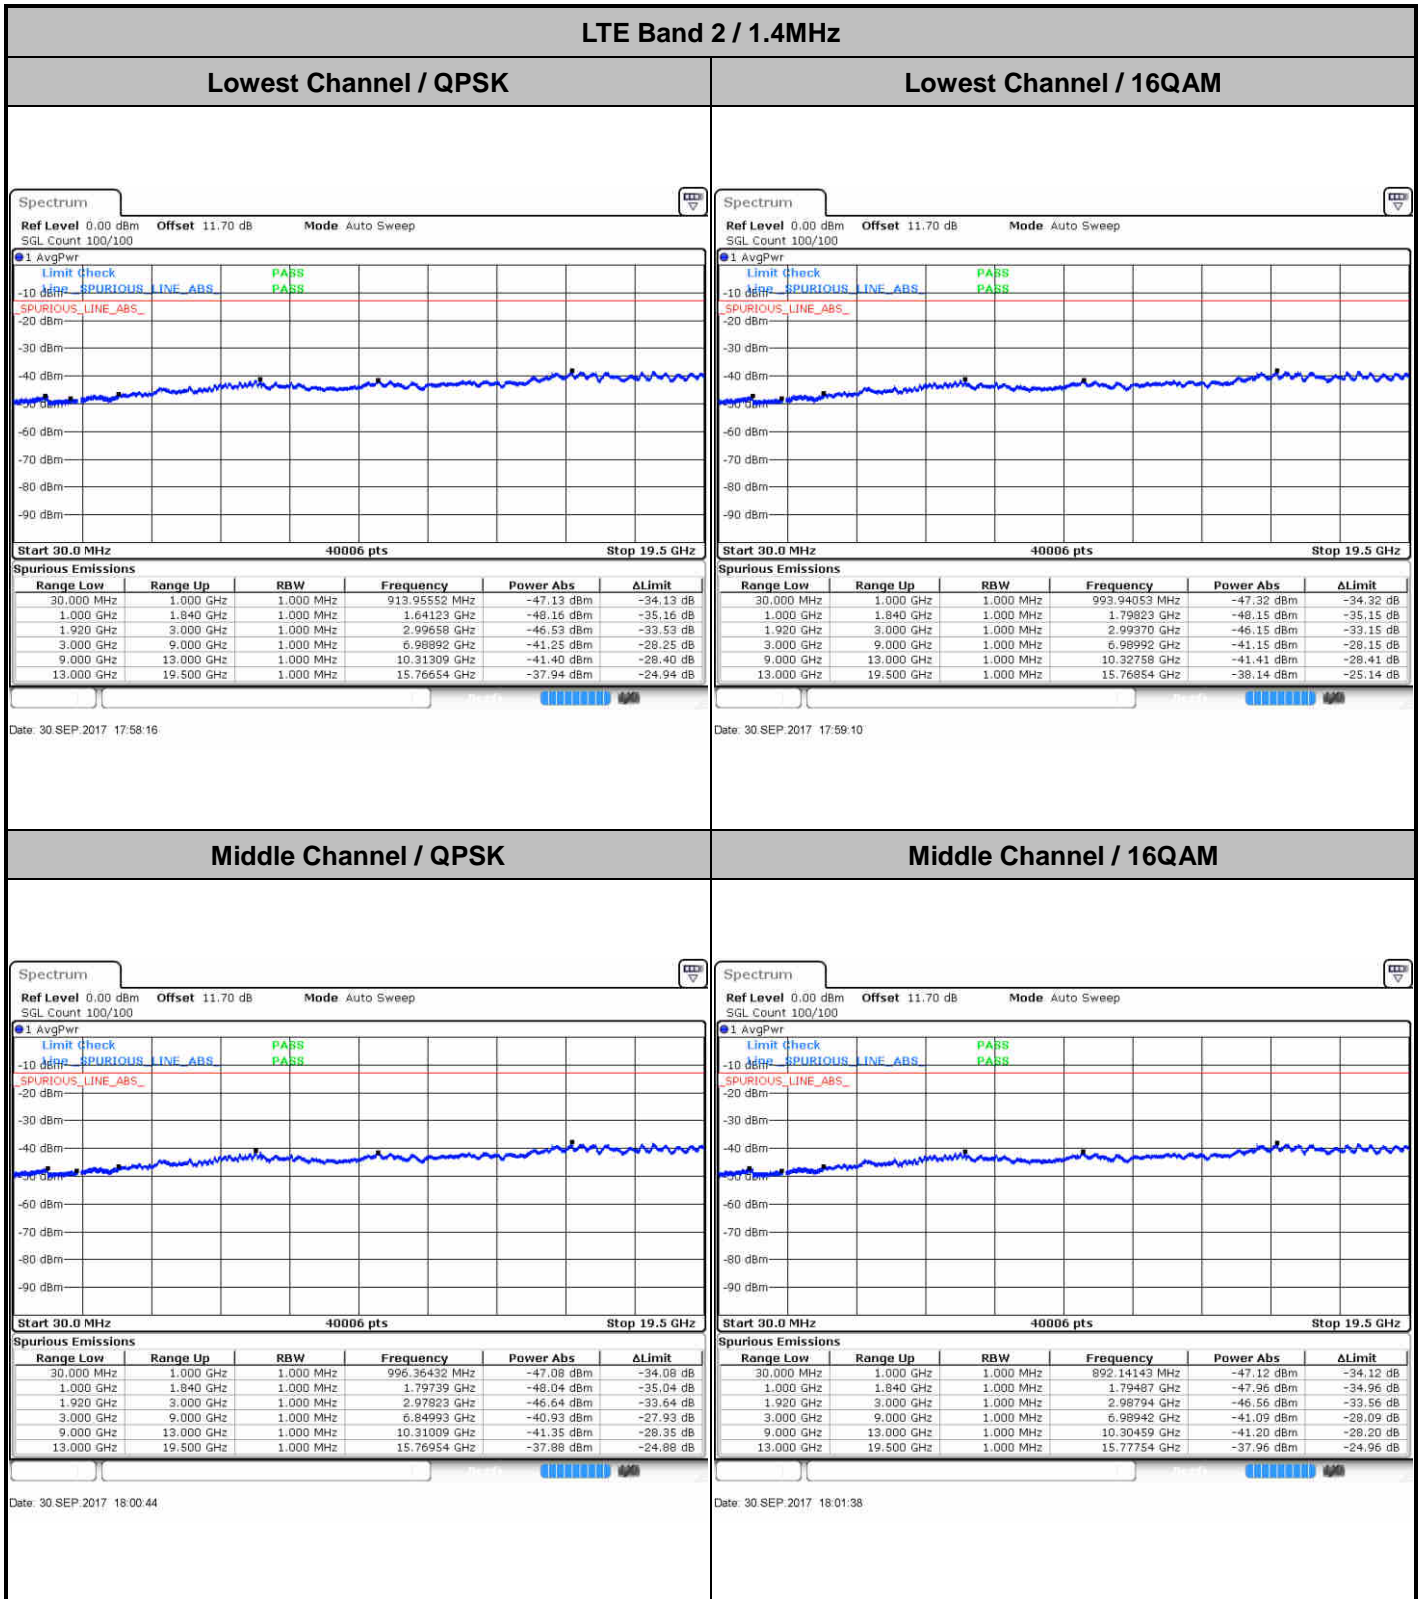 LTE Band 2 / 1.4MHz
Lowest Channel / QPSK
Lowest Channel / 16QAM
Spectrum
Ref Level 0.00 dBm Offset 11.70 dB Mode Auto Sweep
SGL Count 100/100
1 AvgPwr
Limit Check PASS
Line _SPURIOUS_LINE_ABS_ PASS
-10 dBm
_SPURIOUS_LINE_ABS_
-20 dBm
-30 dBm
-40 dBm
-50 dBm
-60 dBm
-70 dBm
-80 dBm
-90 dBm
Start 30.0 MHz 40006 pts Stop 19.5 GHz
Spurious Emissions
Range Low Range Up RBW Frequency Power Abs ΔLimit
30.000 MHz 1.000 GHz 1.000 MHz 913.95552 MHz -47.13 dBm -34.13 dB
1.000 GHz 1.840 GHz 1.000 MHz 1.64123 GHz -48.16 dBm -35.16 dB
1.920 GHz 3.000 GHz 1.000 MHz 2.99658 GHz -46.53 dBm -33.53 dB
3.000 GHz 9.000 GHz 1.000 MHz 6.98892 GHz -41.25 dBm -28.25 dB
9.000 GHz 13.000 GHz 1.000 MHz 10.31309 GHz -41.40 dBm -28.40 dB
13.000 GHz 19.500 GHz 1.000 MHz 15.76654 GHz -37.94 dBm -24.94 dB
Date: 30.SEP.2017 17:58:16
Spectrum
Ref Level 0.00 dBm Offset 11.70 dB Mode Auto Sweep
SGL Count 100/100
1 AvgPwr
Limit Check PASS
Line _SPURIOUS_LINE_ABS_ PASS
-10 dBm
_SPURIOUS_LINE_ABS_
-20 dBm
-30 dBm
-40 dBm
-50 dBm
-60 dBm
-70 dBm
-80 dBm
-90 dBm
Start 30.0 MHz 40006 pts Stop 19.5 GHz
Spurious Emissions
Range Low Range Up RBW Frequency Power Abs ΔLimit
30.000 MHz 1.000 GHz 1.000 MHz 993.94053 MHz -47.32 dBm -34.32 dB
1.000 GHz 1.840 GHz 1.000 MHz 1.79823 GHz -48.15 dBm -35.15 dB
1.920 GHz 3.000 GHz 1.000 MHz 2.99370 GHz -46.15 dBm -33.15 dB
3.000 GHz 9.000 GHz 1.000 MHz 6.98992 GHz -41.15 dBm -28.15 dB
9.000 GHz 13.000 GHz 1.000 MHz 10.32758 GHz -41.41 dBm -28.41 dB
13.000 GHz 19.500 GHz 1.000 MHz 15.76854 GHz -38.14 dBm -25.14 dB
Date: 30.SEP.2017 17:59:10
Middle Channel / QPSK
Middle Channel / 16QAM
Spectrum
Ref Level 0.00 dBm Offset 11.70 dB Mode Auto Sweep
SGL Count 100/100
1 AvgPwr
Limit Check PASS
Line _SPURIOUS_LINE_ABS_ PASS
-10 dBm
_SPURIOUS_LINE_ABS_
-20 dBm
-30 dBm
-40 dBm
-50 dBm
-60 dBm
-70 dBm
-80 dBm
-90 dBm
Start 30.0 MHz 40006 pts Stop 19.5 GHz
Spurious Emissions
Range Low Range Up RBW Frequency Power Abs ΔLimit
30.000 MHz 1.000 GHz 1.000 MHz 996.36432 MHz -47.08 dBm -34.08 dB
1.000 GHz 1.840 GHz 1.000 MHz 1.79739 GHz -48.04 dBm -35.04 dB
1.920 GHz 3.000 GHz 1.000 MHz 2.97823 GHz -46.64 dBm -33.64 dB
3.000 GHz 9.000 GHz 1.000 MHz 6.84993 GHz -40.93 dBm -27.93 dB
9.000 GHz 13.000 GHz 1.000 MHz 10.31009 GHz -41.35 dBm -28.35 dB
13.000 GHz 19.500 GHz 1.000 MHz 15.76954 GHz -37.88 dBm -24.88 dB
Date: 30.SEP.2017 18:00:44
Spectrum
Ref Level 0.00 dBm Offset 11.70 dB Mode Auto Sweep
SGL Count 100/100
1 AvgPwr
Limit Check PASS
Line _SPURIOUS_LINE_ABS_ PASS
-10 dBm
_SPURIOUS_LINE_ABS_
-20 dBm
-30 dBm
-40 dBm
-50 dBm
-60 dBm
-70 dBm
-80 dBm
-90 dBm
Start 30.0 MHz 40006 pts Stop 19.5 GHz
Spurious Emissions
Range Low Range Up RBW Frequency Power Abs ΔLimit
30.000 MHz 1.000 GHz 1.000 MHz 892.14143 MHz -47.12 dBm -34.12 dB
1.000 GHz 1.840 GHz 1.000 MHz 1.79487 GHz -47.96 dBm -34.96 dB
1.920 GHz 3.000 GHz 1.000 MHz 2.98794 GHz -46.56 dBm -33.56 dB
3.000 GHz 9.000 GHz 1.000 MHz 6.98942 GHz -41.09 dBm -28.09 dB
9.000 GHz 13.000 GHz 1.000 MHz 10.30459 GHz -41.20 dBm -28.20 dB
13.000 GHz 19.500 GHz 1.000 MHz 15.77754 GHz -37.96 dBm -24.96 dB
Date: 30.SEP.2017 18:01:38